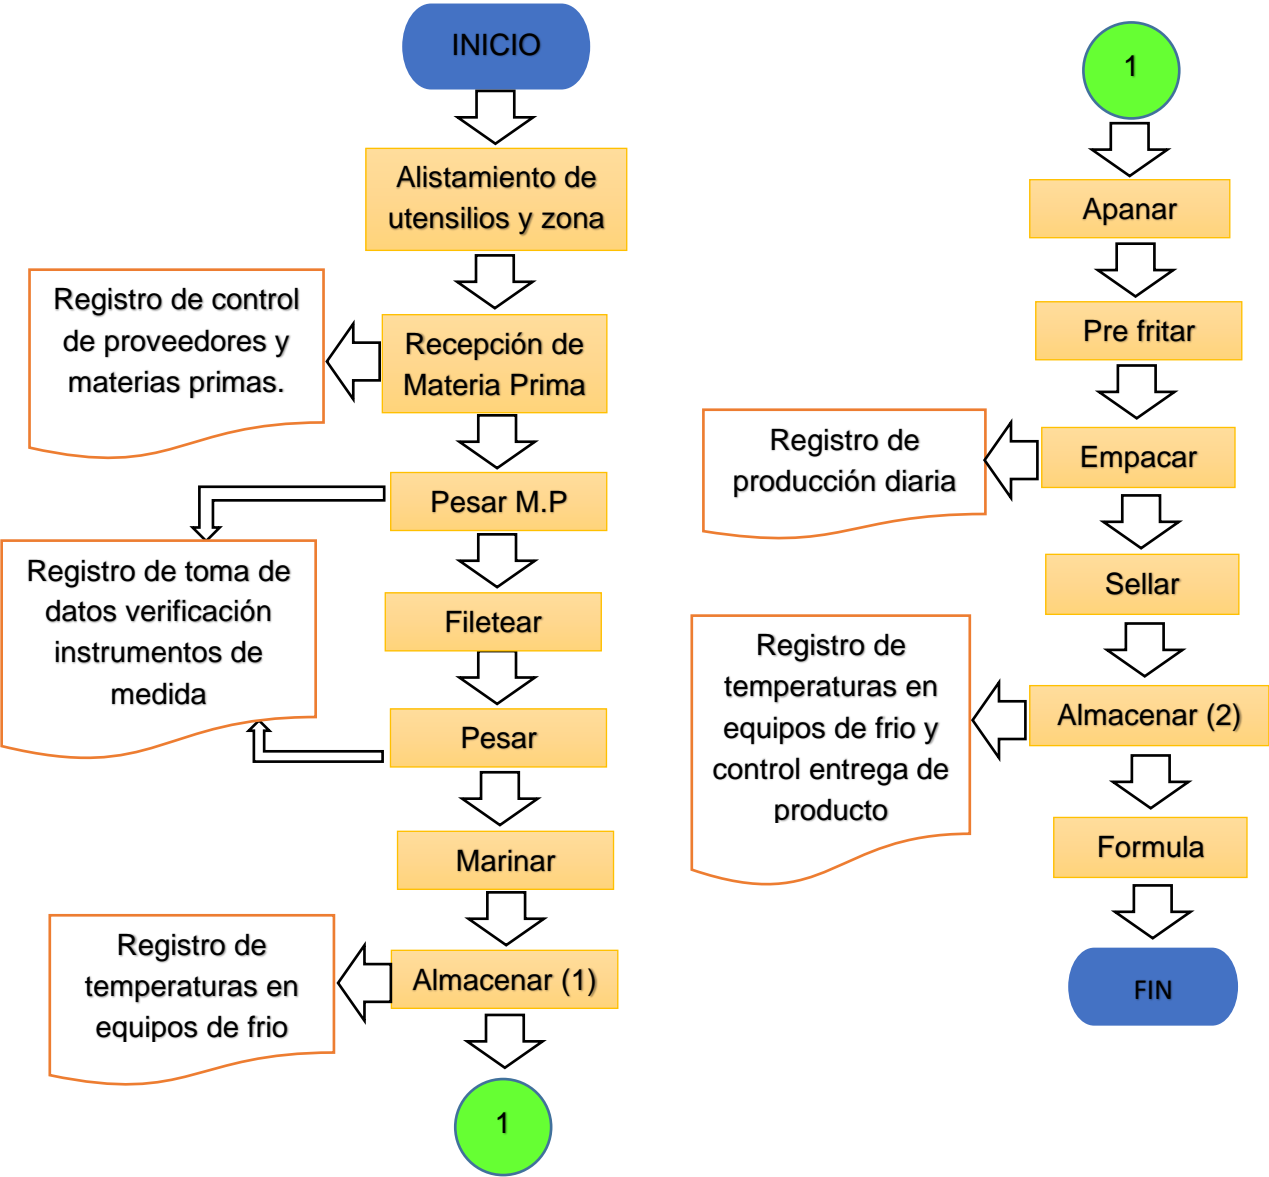 INICIO
Alistamiento de
utensilios y zona
Registro de control
de proveedores y
materias primas.
Recepción de
Materia Prima
Pesar M.P
Registro de toma de
datos verificación
instrumentos de
medida
Filetear
Pesar
Marinar
Registro de
temperaturas en
equipos de frio
Almacenar (1)
1
1
Apanar
Pre fritar
Registro de
producción diaria
Empacar
Sellar
Registro de
temperaturas en
equipos de frio y
control entrega de
producto
Almacenar (2)
Formula
FIN